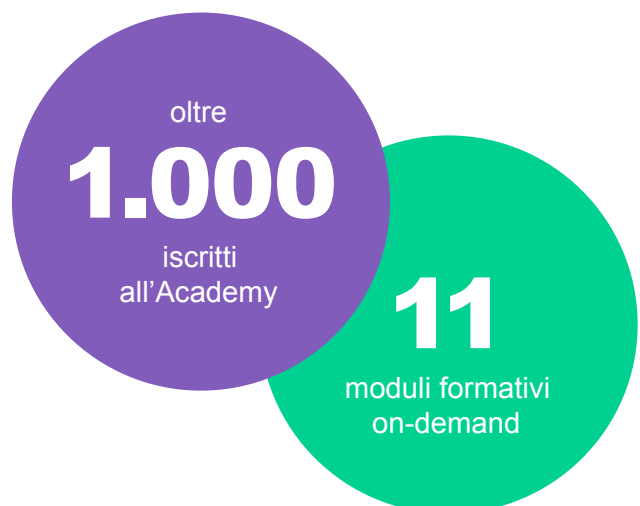 oltre
1.000
iscritti
all’Academy
11
moduli formativi
on-demand